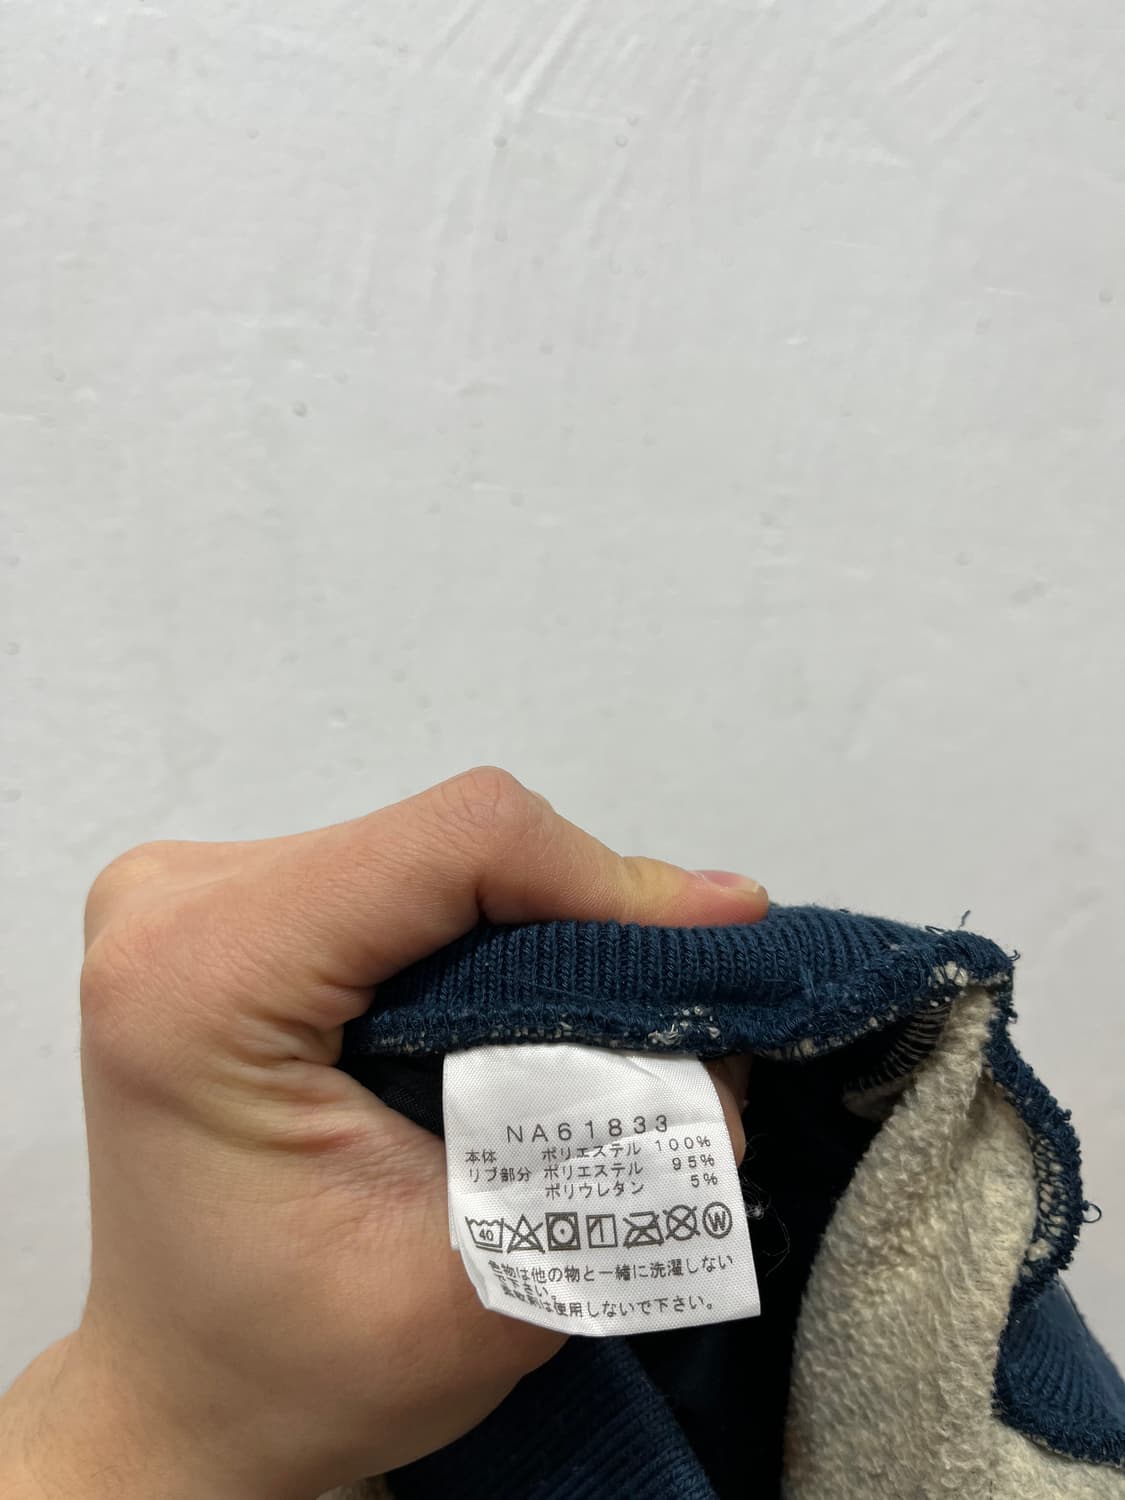 NA61833
本体 ポリエステル 100%
リブ部分 ポリエステル 95%
ポリウレタン 5%
40 W
色物は他の物と一緒に洗濯しない
で下さい。
は使用しないで下さい。